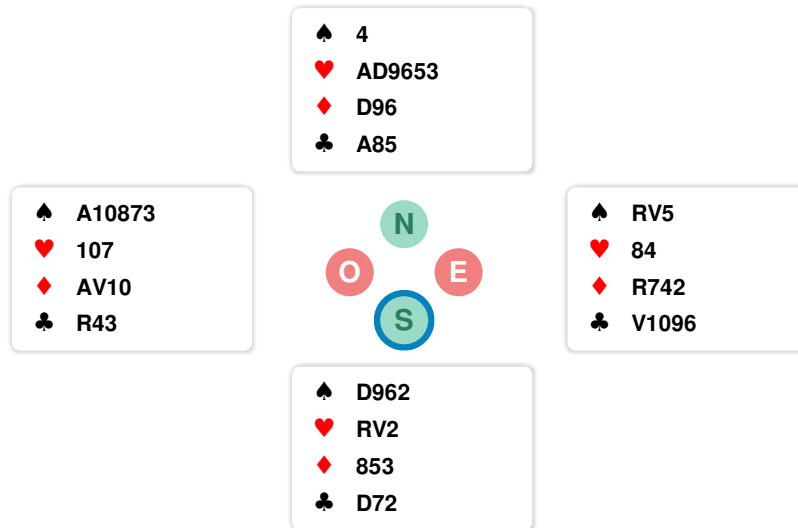 ♠ 4
♥ AD9653
♦ D96
♣ A85
♠ A10873
♥ 107
♦ AV10
♣ R43
N
O E
S
♠ RV5
♥ 84
♦ R742
♣ V1096
♠ D962
♥ RV2
♦ 853
♣ D72